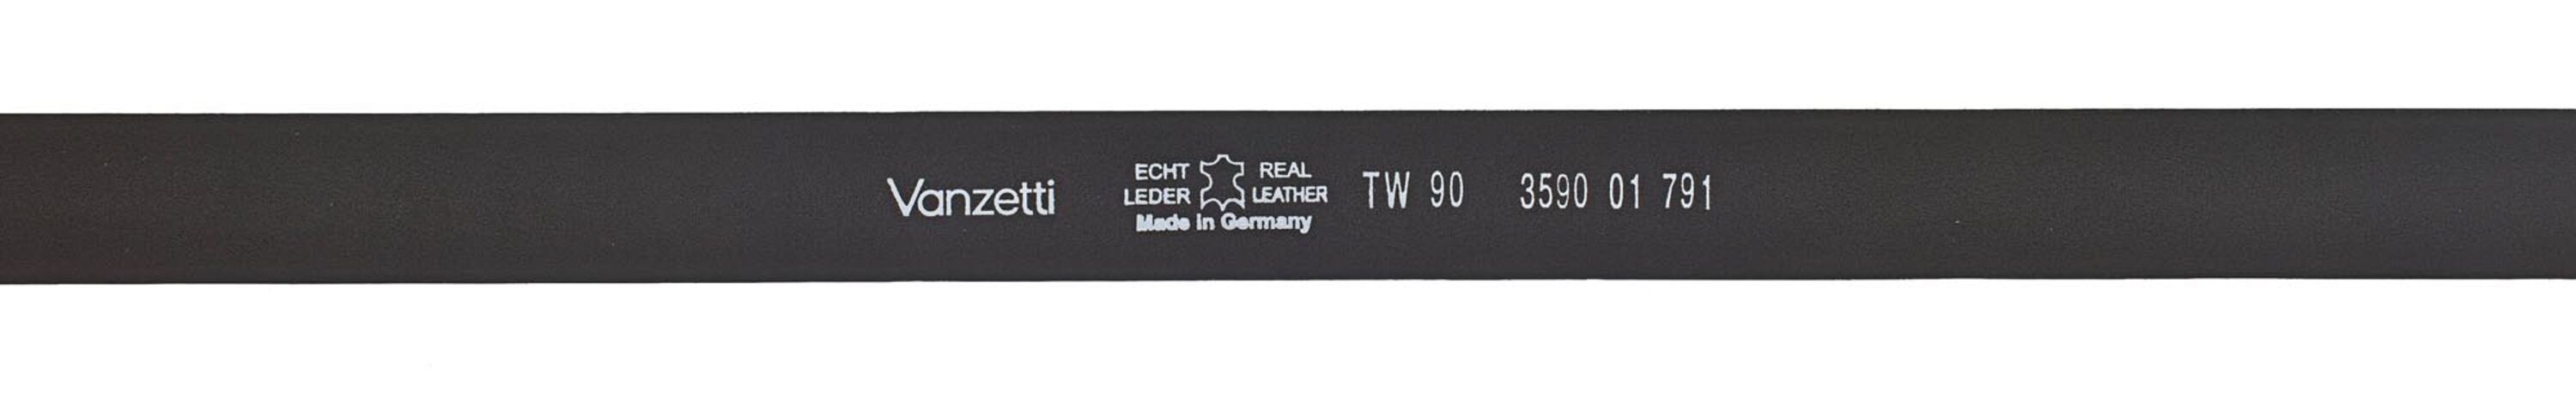 Vanzetti
ECHT REAL
LEDER LEATHER
Made in Germany
TW 90 3590 01 791